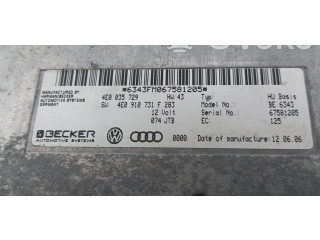 *6343FM067581205*
MANUFACTURED BY
HARMAN/BECKER
AUTOMOTIVE SYSTEMS
GERMANY
4E0 035 729 HW 43 Typ: HU Basis
SW: 4E0 910 731 F 283 Model No.: BE 6343
12 Volt Serial No: 67581205
074 JTB EC: 125
BECKER
AUTOMOTIVE SYSTEMS
0000 Date of manufacture: 12.06.06